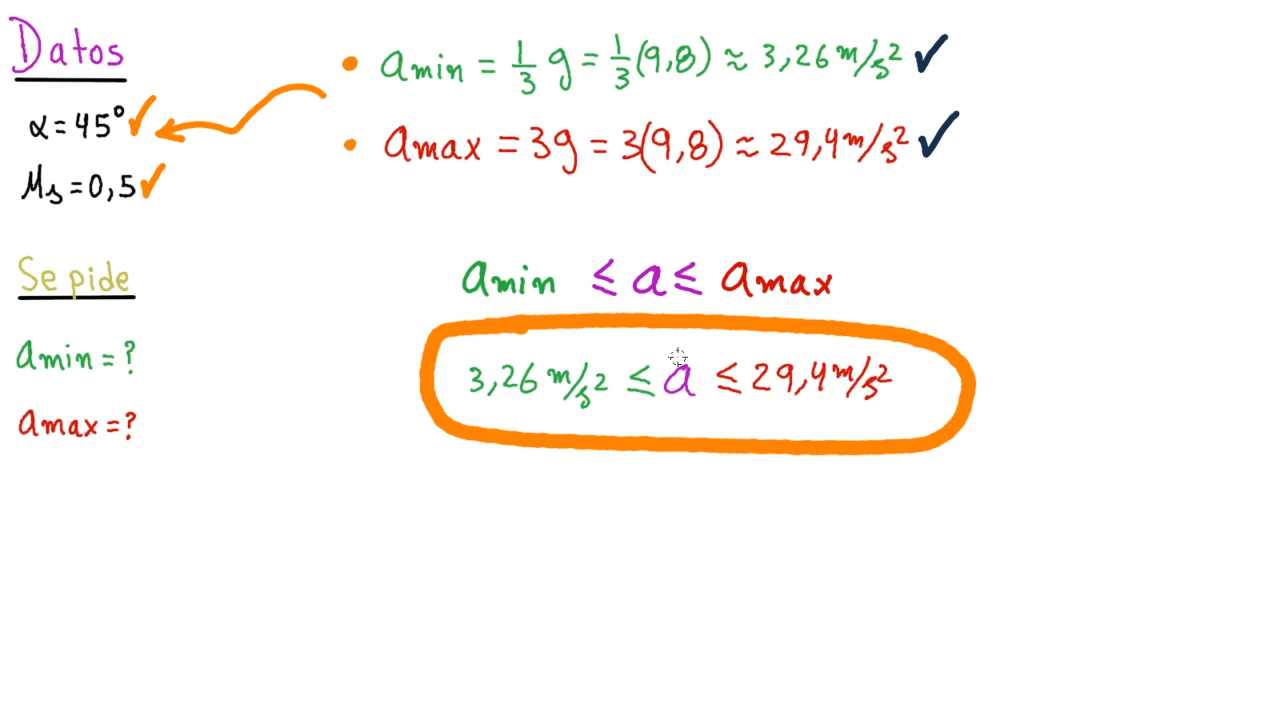 Datos
α = 45°✓
μs = 0,5✓
• amin = 1/3 g = 1/3(9,8) ≈ 3,26 m/s² ✓
• amax = 3g = 3(9,8) ≈ 29,4 m/s² ✓
Se pide
amin = ?
amax = ?
amin ≤ a ≤ amax
3,26 m/s² ≤ a ≤ 29,4 m/s²